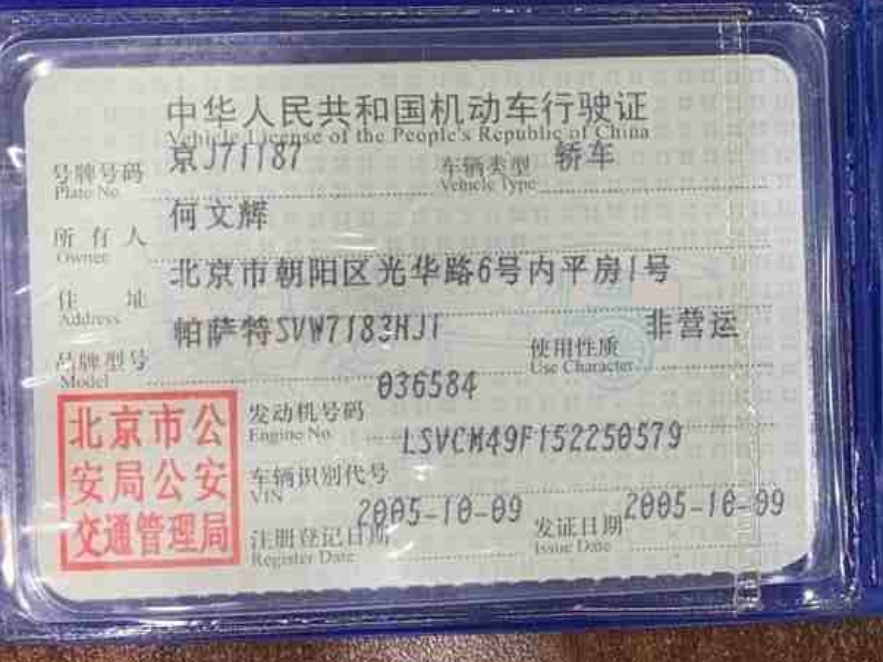 中华人民共和国机动车行驶证
Vehicle License of the People's Republic of China
号牌号码 京J71187 车辆类型 轿车
Plate No. Vehicle Type
所有人 何文辉
Owner
住址 北京市朝阳区光华路6号内平房1号
Address
品牌型号 帕萨特SVW7183HJI 使用性质 非营运
Model Use Character
发动机号码 036584
Engine No.
车辆识别代号 LSVCM49F152250579
VIN
注册登记日期 2005-10-09 发证日期 2005-10-09
Register Date Issue Date
北京市公
安局公安
交通管理局